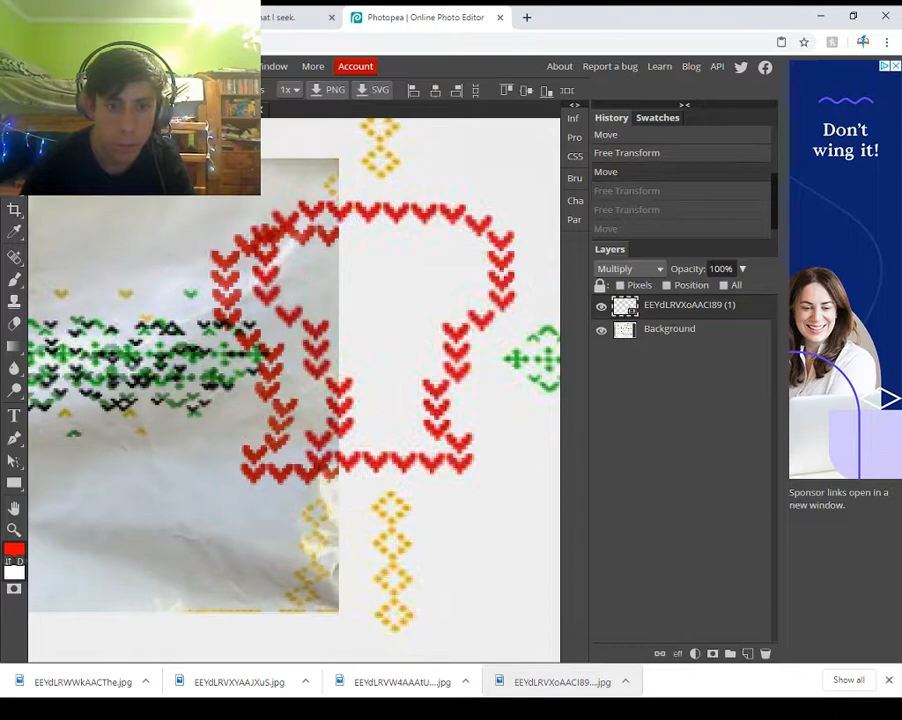 hat I seek.
Photopea | Online Photo Editor
indow
More
Account
About
Report a bug
Learn
Blog
API
1x
PNG
SVG
Inf
Pro
CSS
Bru
Cha
Par
History
Swatches
Move
Free Transform
Move
Free Transform
Free Transform
Move
Layers
Multiply
Opacity:
100%
Pixels
Position
All
EEYdLRVXoAACI89 (1)
Background
eff
D
Don't
wing it!
Sponsor links open in a
new window.
EEYdLRWWkAACThe.jpg
EEYdLRVXYAAJXuS.jpg
EEYdLRVW4AAAtU....jpg
EEYdLRVXoAACI89....jpg
Show all